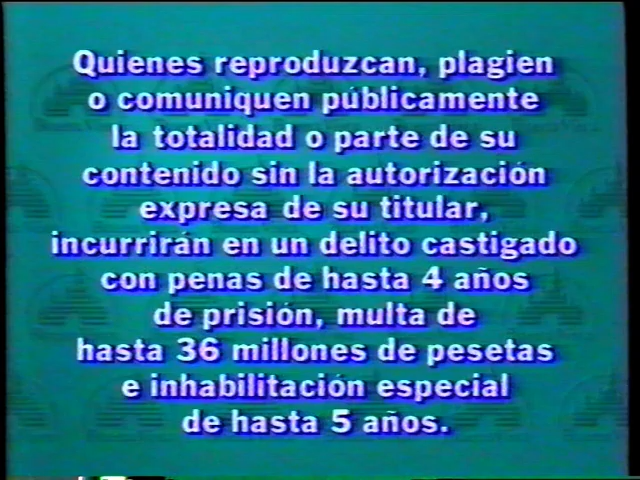 Quienes reproduzcan, plagien
o comuniquen públicamente
la totalidad o parte de su
contenido sin la autorización
expresa de su titular,
incurrirán en un delito castigado
con penas de hasta 4 años
de prisión, multa de
hasta 36 millones de pesetas
e inhabilitación especial
de hasta 5 años.